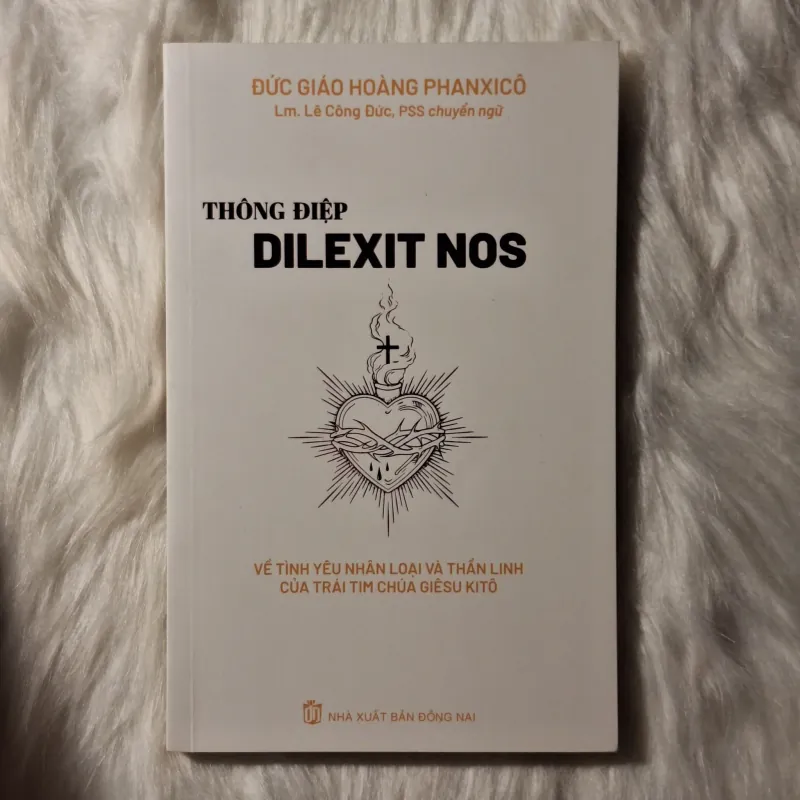 ĐỨC GIÁO HOÀNG PHANXICÔ
Lm. Lê Công Đức, PSS chuyển ngữ
THÔNG ĐIỆP
DILEXIT NOS
VỀ TÌNH YÊU NHÂN LOẠI VÀ THẦN LINH
CỦA TRÁI TIM CHÚA GIÊSU KITÔ
NHÀ XUẤT BẢN ĐỒNG NAI